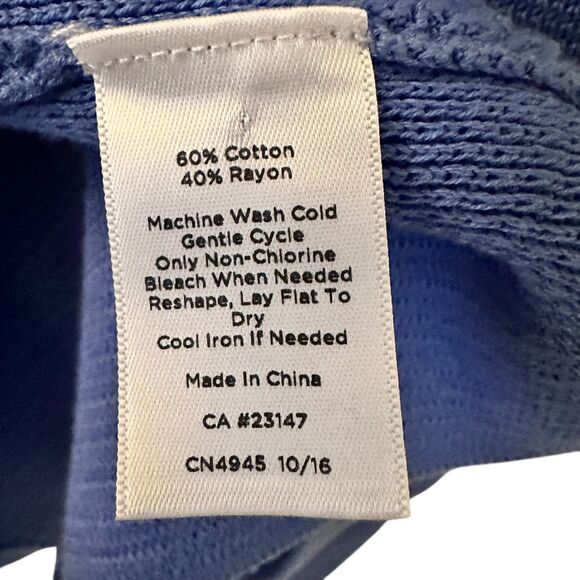 60% Cotton
40% Rayon
Machine Wash Cold
Gentle Cycle
Only Non-Chlorine
Bleach When Needed
Reshape, Lay Flat To
Dry
Cool Iron If Needed
Made In China
CA #23147
CN4945 10/16